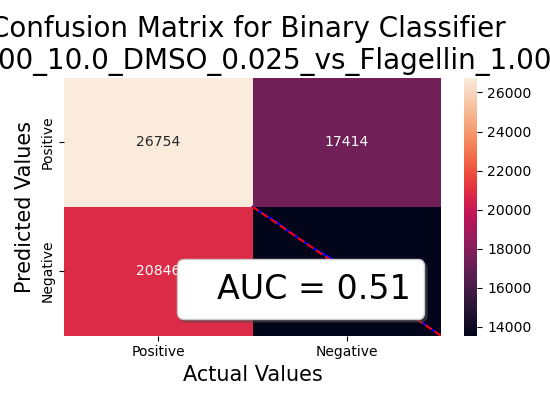 Confusion Matrix for Binary Classifier
00_10.0_DMSO_0.025_vs_Flagellin_1.00
Predicted Values
Positive
Negative
26754
17414
20846
AUC = 0.51
Positive
Negative
Actual Values
26000
24000
22000
20000
18000
16000
14000